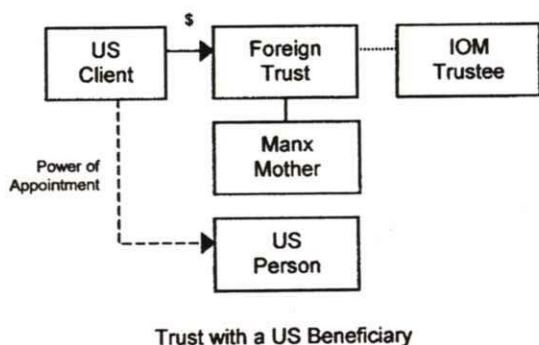 $
US
Client
Foreign
Trust
IOM
Trustee
Manx
Mother
Power of
Appointment
US
Person
Trust with a US Beneficiary